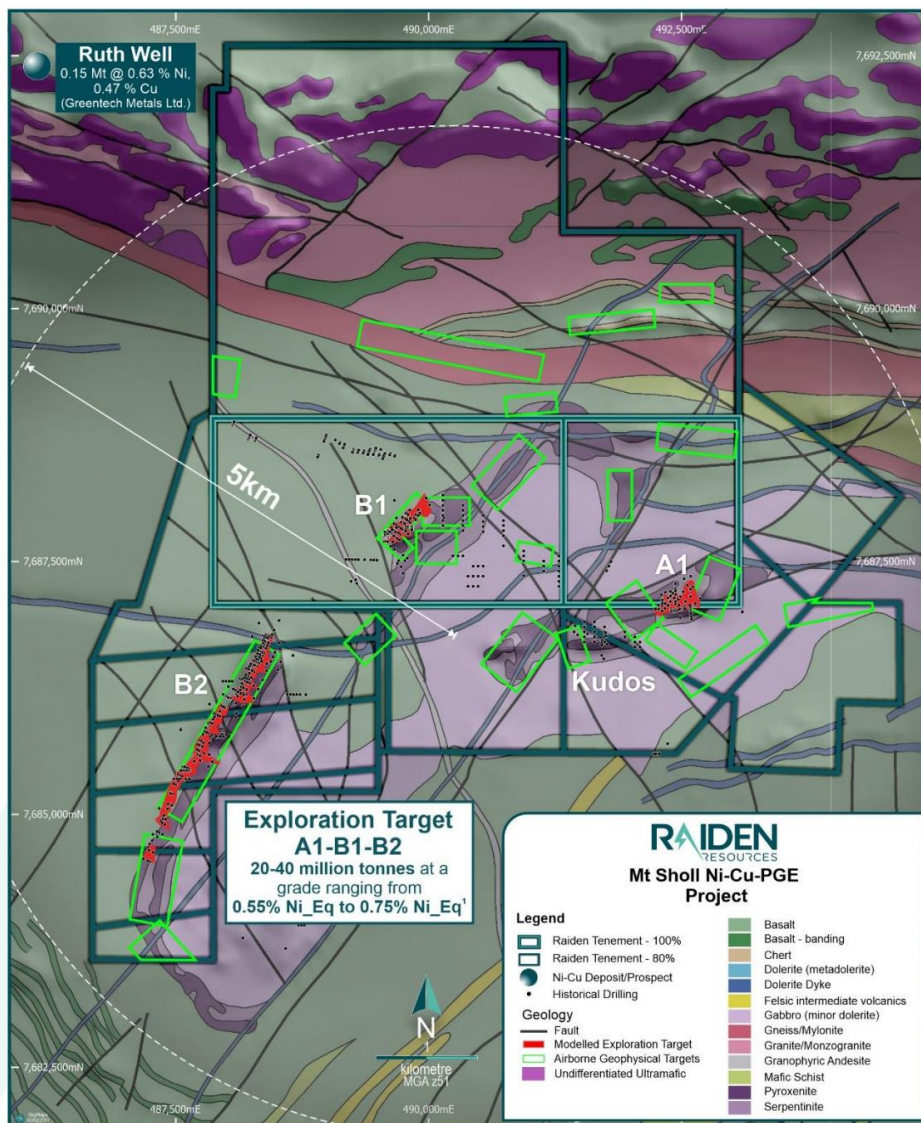 487,500mE
490,000mE
492,500mE
Ruth Well
0.15 Mt @ 0.63 % Ni,
0.47 % Cu
(Greentech Metals Ltd.)
7,692,500mN
7,690,000mN
7,690,000mN
5km
B1
7,687,500mN
7,687,500mN
A1
B2
Kudos
7,685,000mN
Exploration Target
A1-B1-B2
20-40 million tonnes at a
grade ranging from
0.55% Ni_Eq to 0.75% Ni_Eq¹
N
1
kilometre
MGA z51
7,682,500mN
487,500mE
490,000mE
RAIDEN
RESOURCES
Mt Sholl Ni-Cu-PGE
Project
Legend
Raiden Tenement - 100%
Raiden Tenement - 80%
Ni-Cu Deposit/Prospect
Historical Drilling
Geology
Fault
Modelled Exploration Target
Airborne Geophysical Targets
Undifferentiated Ultramafic
Basalt
Basalt - banding
Chert
Dolerite (metadolerite)
Dolerite Dyke
Felsic intermediate volcanics
Gabbro (minor dolerite)
Gneiss/Mylonite
Granite/Monzogranite
Granophyric Andesite
Mafic Schist
Pyroxenite
Serpentinite